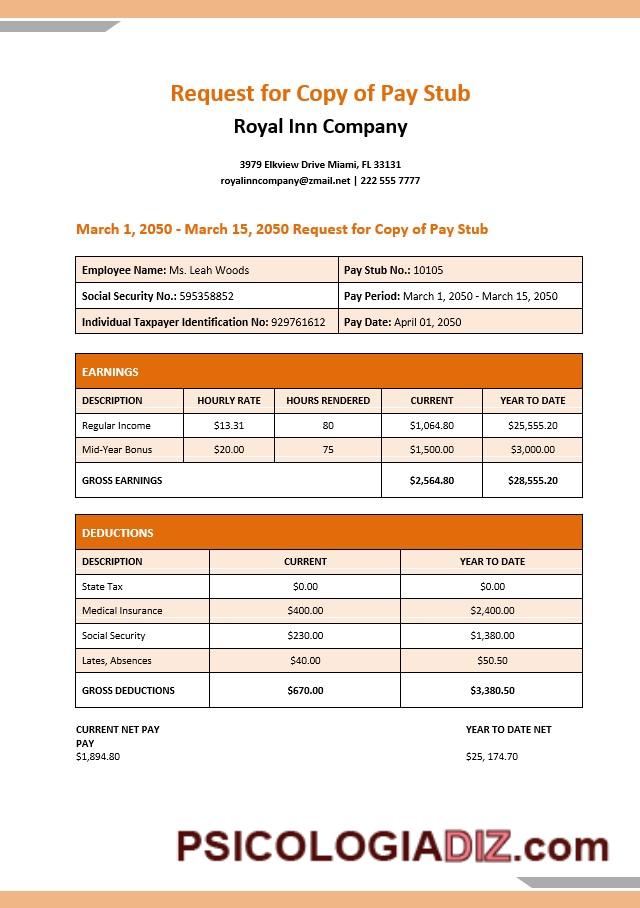 Request for Copy of Pay Stub
Royal Inn Company
3979 Elkview Drive Miami, FL 33131
royalinncompany@zmail.net | 222 555 7777
March 1, 2050 - March 15, 2050 Request for Copy of Pay Stub
Employee Name: Ms. Leah Woods Pay Stub No.: 10105
Social Security No.: 595358852 Pay Period: March 1, 2050 - March 15, 2050
Individual Taxpayer Identification No: 929761612 Pay Date: April 01, 2050
EARNINGS
DESCRIPTION HOURLY RATE HOURS RENDERED CURRENT YEAR TO DATE
Regular Income $13.31 80 $1,064.80 $25,555.20
Mid-Year Bonus $20.00 75 $1,500.00 $3,000.00
GROSS EARNINGS $2,564.80 $28,555.20
DEDUCTIONS
DESCRIPTION CURRENT YEAR TO DATE
State Tax $0.00 $0.00
Medical Insurance $400.00 $2,400.00
Social Security $230.00 $1,380.00
Lates, Absences $40.00 $50.50
GROSS DEDUCTIONS $670.00 $3,380.50
CURRENT NET PAY YEAR TO DATE NET
PAY
$1,894.80 $25, 174.70
PSICOLOGIADIZ.com